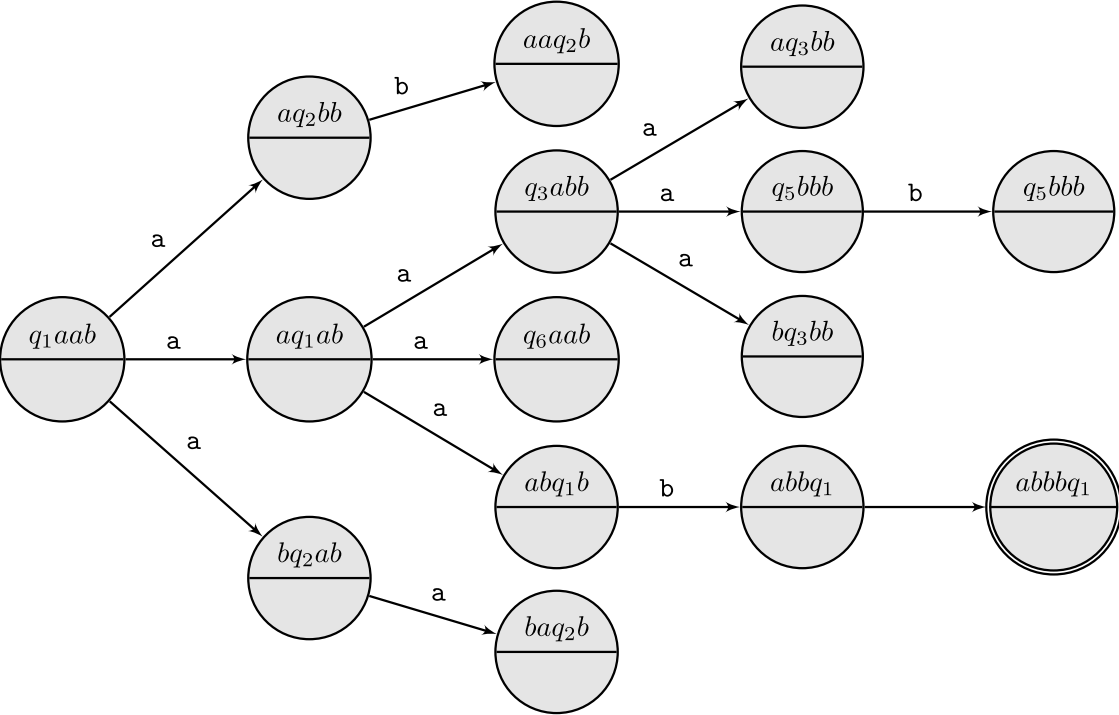 aaq₂b
aq₃bb
b
aq₂bb
a
q₃abb
a
q₅bbb
b
q₅bbb
a
a
a
q₁aab
a
aq₁ab
a
q₆aab
bq₃bb
a
a
abq₁b
b
abbq₁
abbbq₁
bq₂ab
a
baq₂b